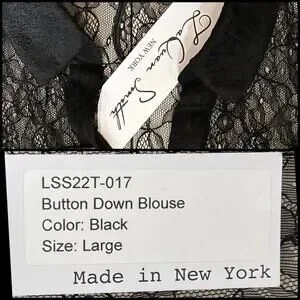 LaQuan Smith
NEW YORK
LSS22T-017
Button Down Blouse
Color: Black
Size: Large
Made in New York